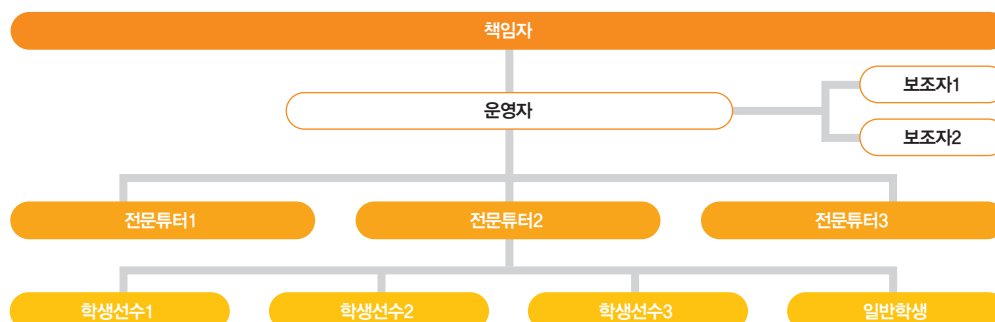 책임자
운영자
보조자1
보조자2
전문튜터1
전문튜터2
전문튜터3
학생선수1
학생선수2
학생선수3
일반학생